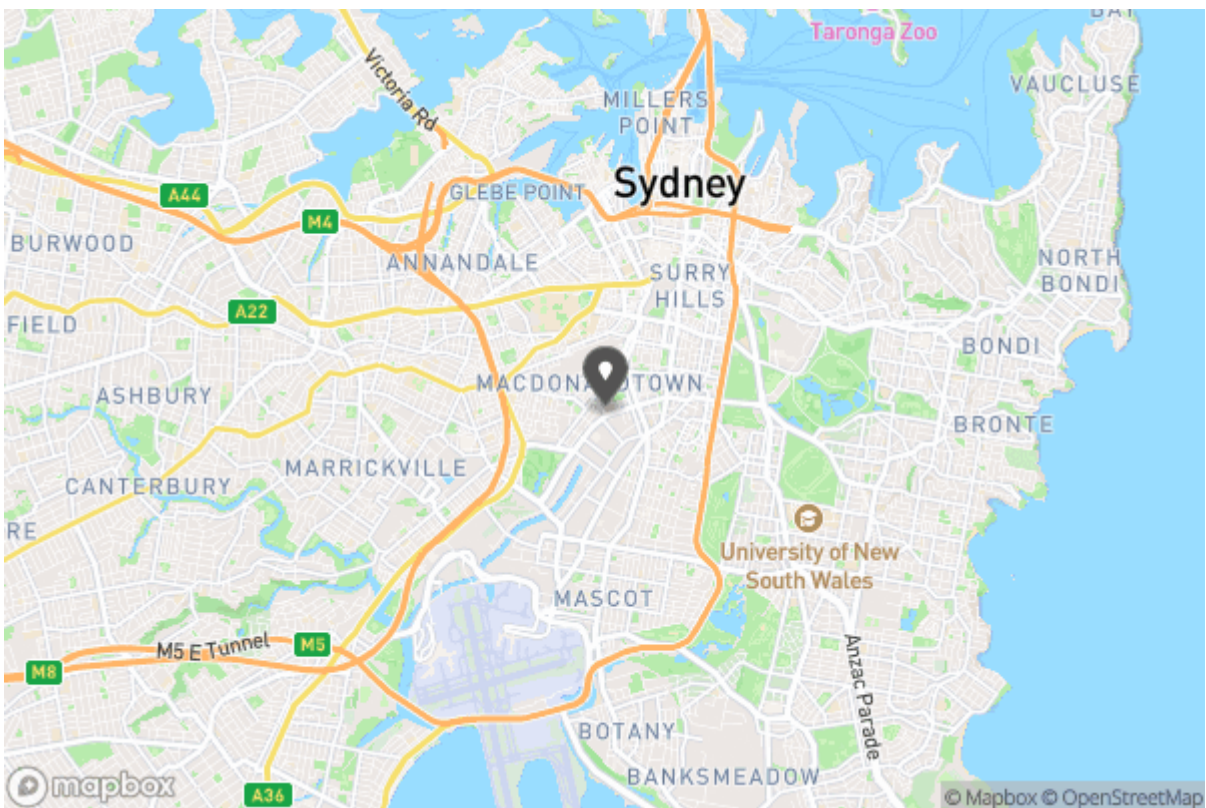 BAY
Taronga Zoo
VAUCLUSE
Victoria Rd
MILLERS
POINT
A44
GLEBE POINT
Sydney
M4
BURWOOD
ANNANDALE
SURRY
HILLS
NORTH
BONDI
A22
FIELD
BONDI
MACDONALDTOWN
ASHBURY
BRONTE
MARRICKVILLE
CANTERBURY
RE
University of New
South Wales
MASCOT
M5 E Tunnel
M5
M8
Anzac Parade
BOTANY
BANKSMEADOW
mapbox
A36
© Mapbox © OpenStreetMap